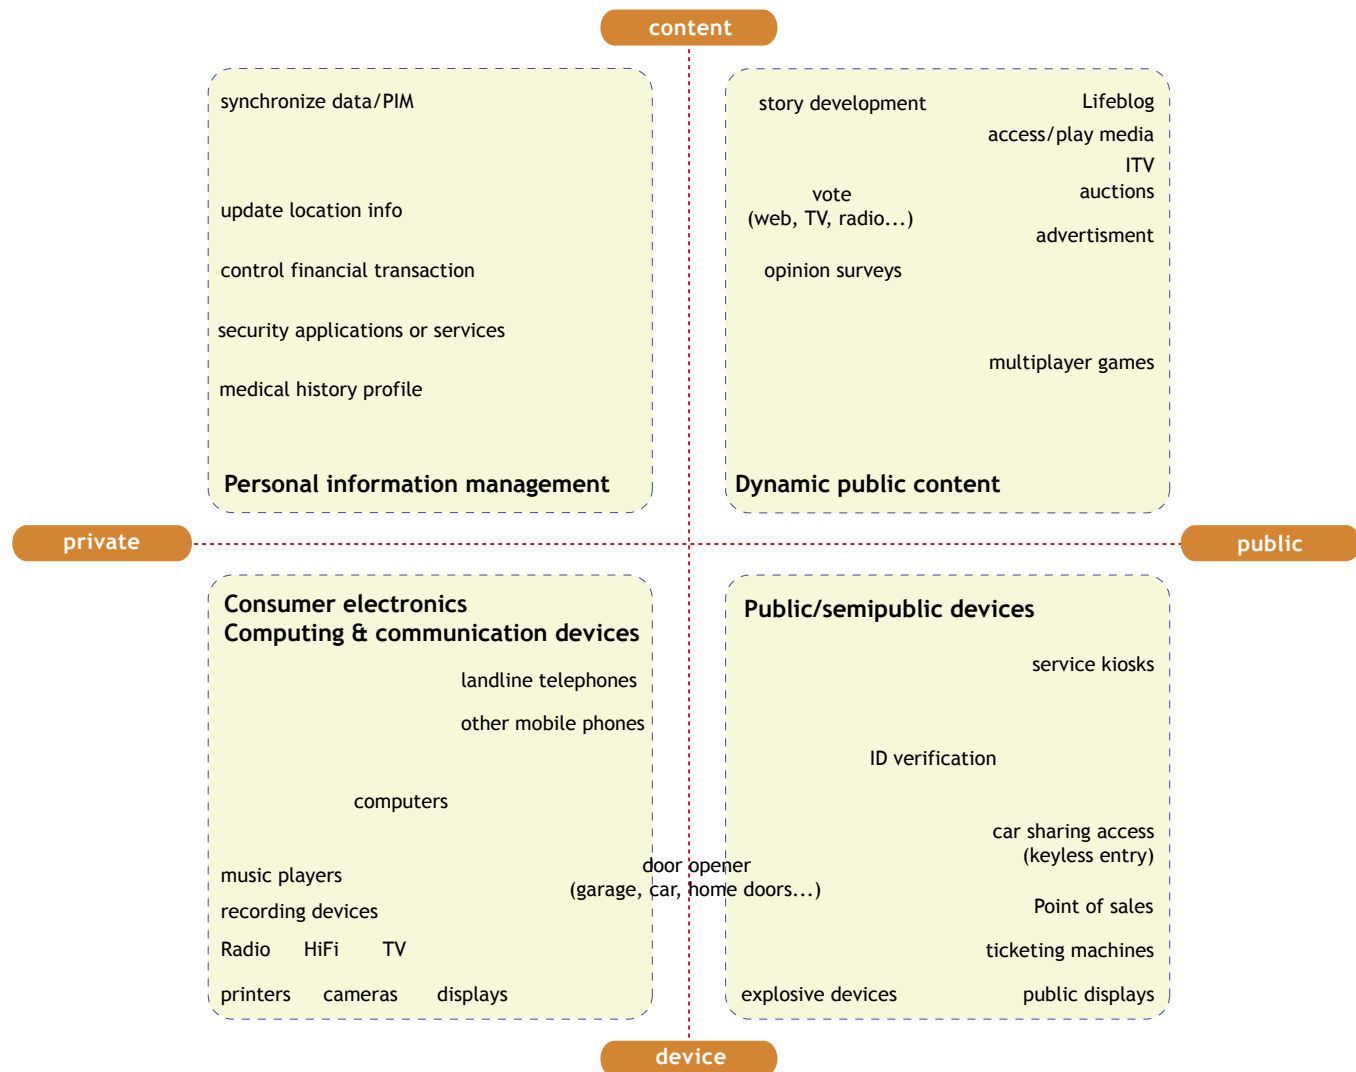 content
synchronize data/PIM
update location info
control financial transaction
security applications or services
medical history profile
Personal information management
story development
Lifeblog
access/play media
ITV
vote
(web, TV, radio...)
auctions
advertisment
opinion surveys
multiplayer games
Dynamic public content
private
public
Consumer electronics
Computing & communication devices
landline telephones
other mobile phones
computers
music players
recording devices
Radio HiFi TV
printers cameras displays
door opener
(garage, car, home doors...)
Public/semipublic devices
service kiosks
ID verification
car sharing access
(keyless entry)
Point of sales
ticketing machines
explosive devices public displays
device